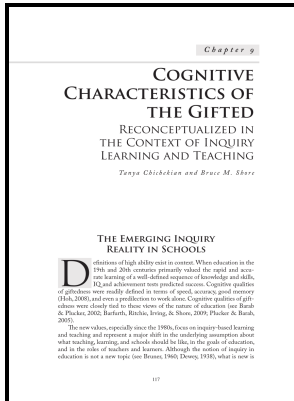 Chapter 9
Cognitive
Characteristics of
the Gifted
Reconceptualized in
the Context of Inquiry
Learning and Teaching
Tanya Chichekian and Bruce M. Shore
The Emerging Inquiry
Reality in Schools
Definitions of high ability exist in context. When education in the
19th and 20th centuries primarily valued the rapid and accu-
rate learning of a well-defined sequence of knowledge and skills,
IQ and achievement tests predicted success. Cognitive qualities
of giftedness were readily defined in terms of speed, accuracy, good memory
(Hoh, 2008), and even a predilection to work alone. Cognitive qualities of gift-
edness were closely tied to these views of the nature of education (see Barab
& Plucker, 2002; Barfurth, Ritchie, Irving, & Shore, 2009; Plucker & Barab,
2005).
The new values, especially since the 1980s, focus on inquiry-based learning
and teaching and represent a major shift in the underlying assumption about
what teaching, learning, and schools should be like, in the goals of education,
and in the roles of teachers and learners. Although the notion of inquiry in
education is not a new topic (see Bruner, 1960; Dewey, 1938), what is new is
117